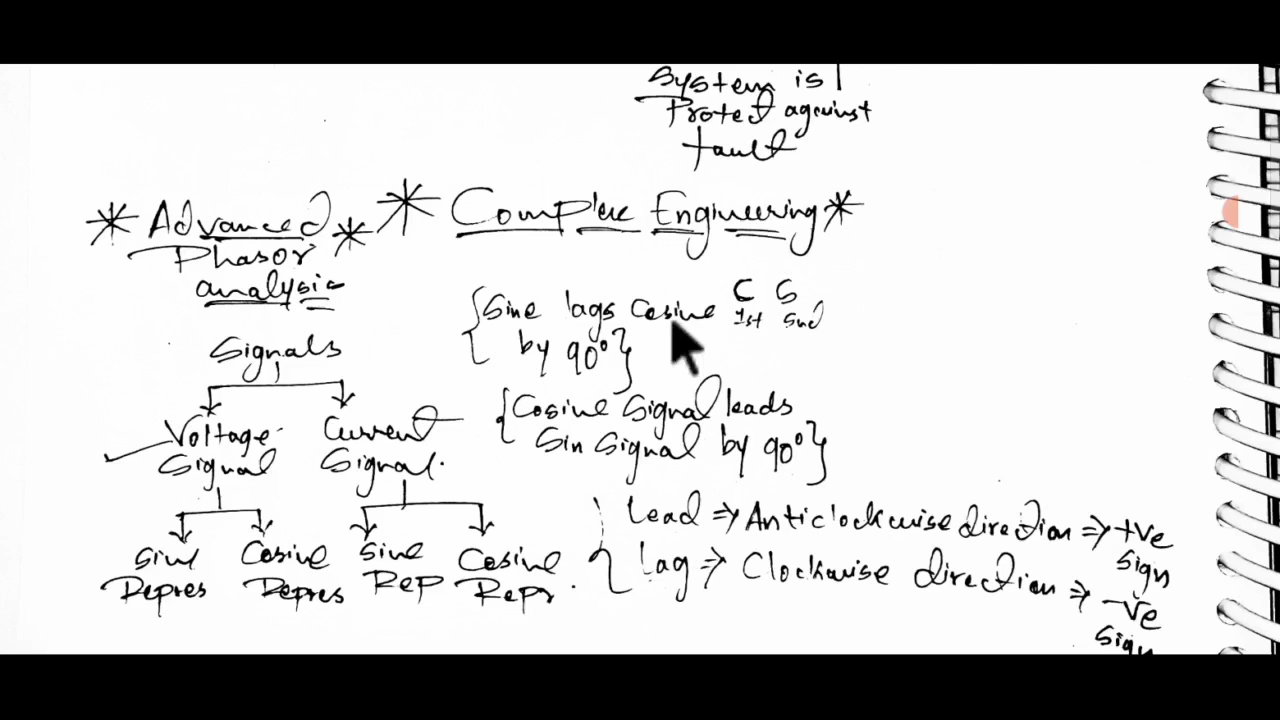 System is
Protect against
fault
* Advanced *
Phasor
analysis
* Complex Engineering *
{Sine lags Cosine C S
1st 2nd
by 90°}
Signals
{Cosine Signal leads
Sin Signal by 90°}
Voltage Current
Signal Signal.
Sine Cosine Sine Cosine
Repres Repres Rep Repr.
Lead ⇒ Anticlockwise direction ⇒ +ve
Sign
Lag ⇒ Clockwise direction ⇒ -ve
Sign